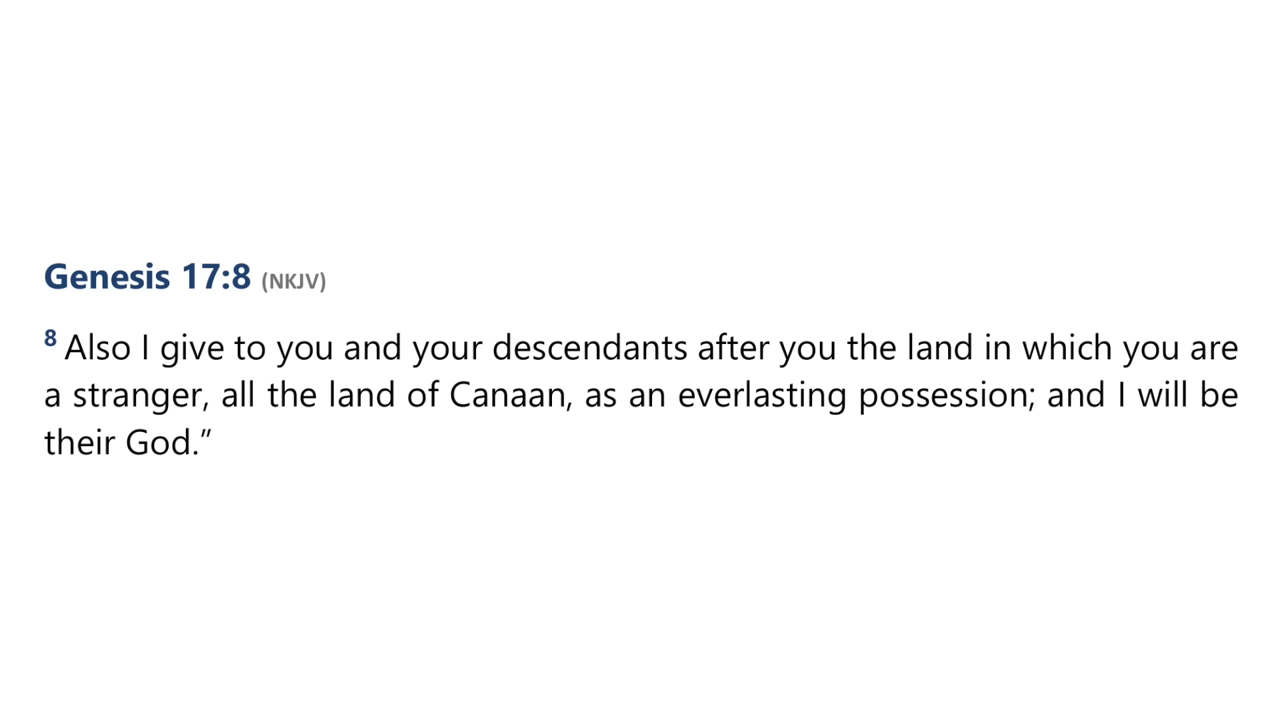 Genesis 17:8 (NKJV)
8 Also I give to you and your descendants after you the land in which you are
a stranger, all the land of Canaan, as an everlasting possession; and I will be
their God.”